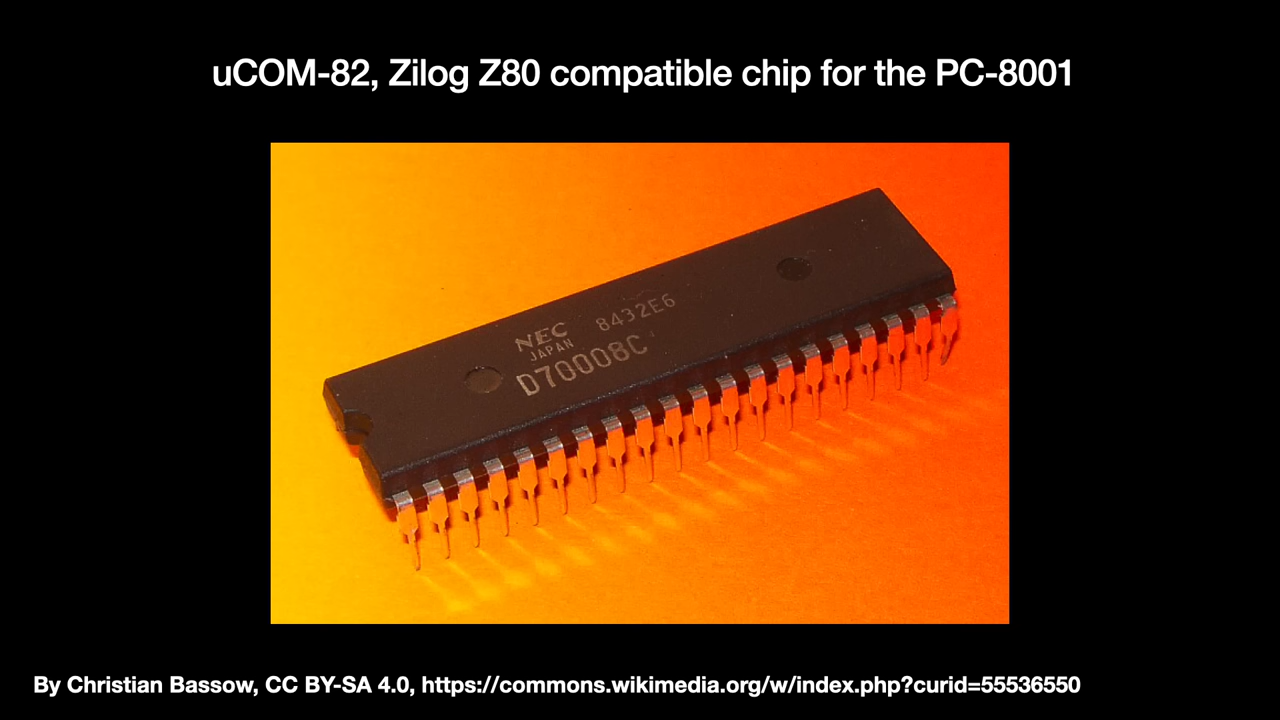 uCOM-82, Zilog Z80 compatible chip for the PC-8001
NEC 8432E6
JAPAN
D70008C
By Christian Bassow, CC BY-SA 4.0, https://commons.wikimedia.org/w/index.php?curid=55536550